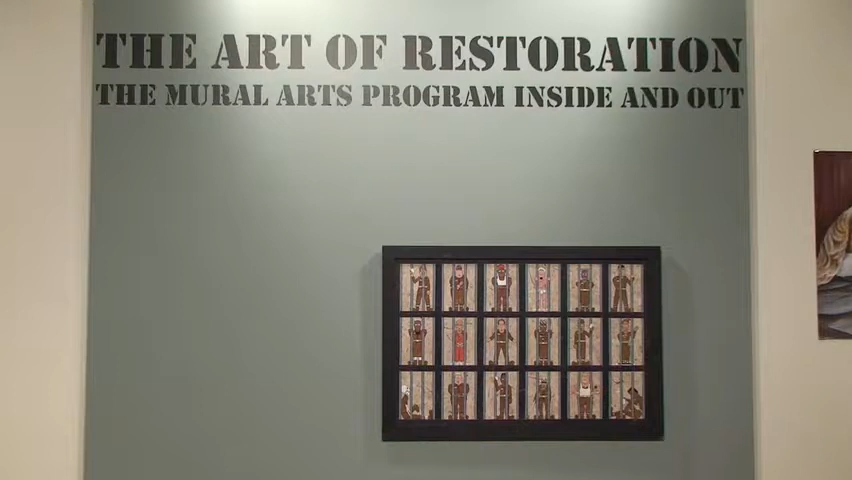 THE ART OF RESTORATION
THE MURAL ARTS PROGRAM INSIDE AND OUT